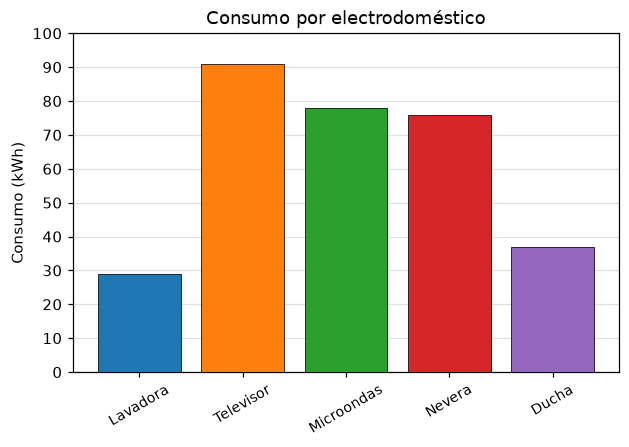 Consumo por electrodoméstico
Consumo (kWh)
100
90
80
70
60
50
40
30
20
10
0
Lavadora
Televisor
Microondas
Nevera
Ducha